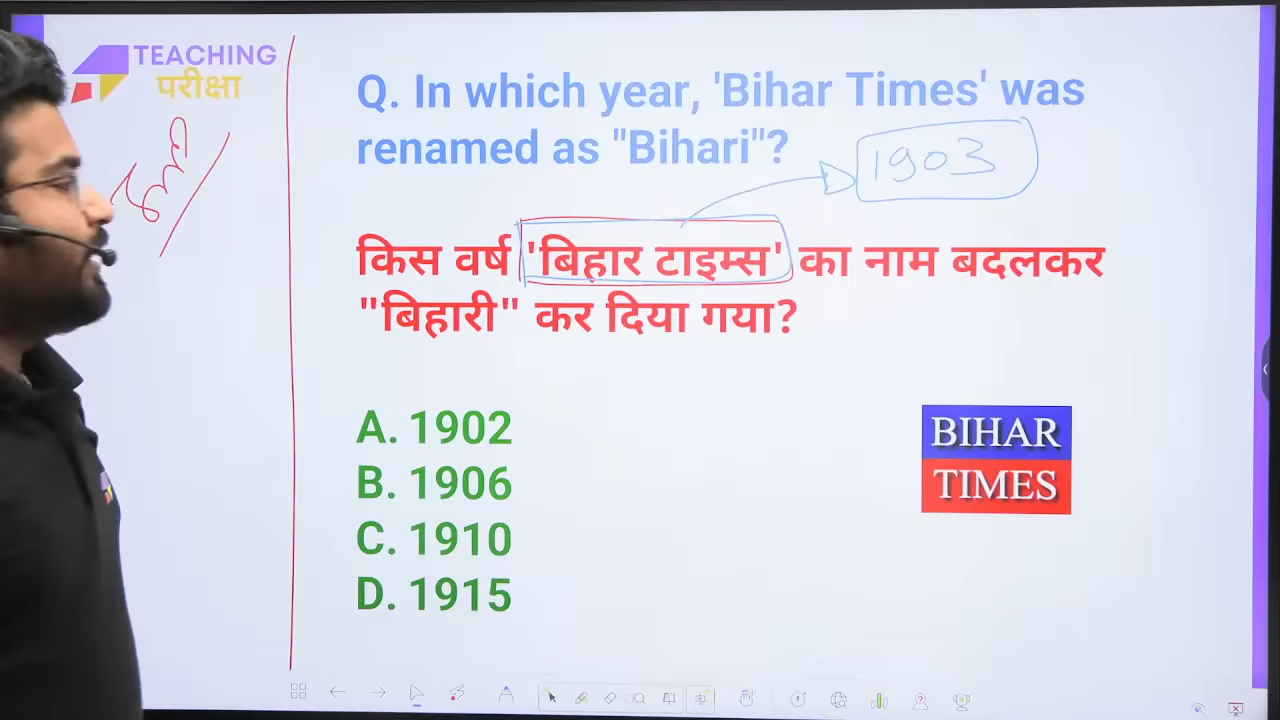 TEACHING
परीक्षा
Q. In which year, 'Bihar Times' was
renamed as "Bihari"?
1903
किस वर्ष 'बिहार टाइम्स' का नाम बदलकर
"बिहारी" कर दिया गया?
A. 1902
B. 1906
C. 1910
D. 1915
BIHAR
TIMES